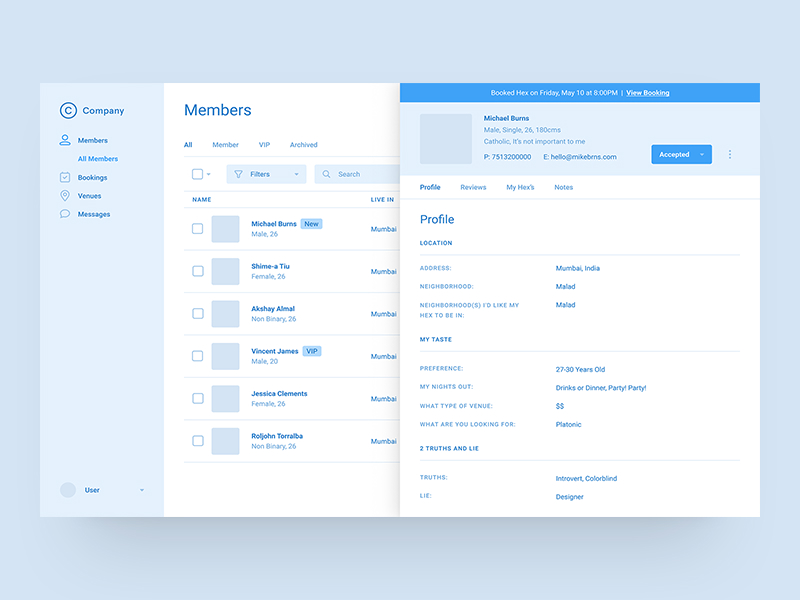 C Company
Members
All Members
Bookings
Venues
Messages
User
Members
All Member VIP Archived
Filters Search
NAME LIVE IN
Michael Burns New
Male, 26
Mumbai
Shime-a Tiu
Female, 26
Mumbai
Akshay Almal
Non Binary, 26
Mumbai
Vincent James VIP
Male, 20
Mumbai
Jessica Clements
Female, 26
Mumbai
Roljohn Torralba
Non Binary, 26
Mumbai
Booked Hex on Friday, May 10 at 8:00PM | View Booking
Michael Burns
Male, Single, 26, 180cms
Catholic, It's not important to me
P: 7513200000 E: hello@mikebrns.com
Accepted
Profile Reviews My Hex's Notes
Profile
LOCATION
ADDRESS: Mumbai, India
NEIGHBORHOOD: Malad
NEIGHBORHOOD(S) I'D LIKE MY Malad
HEX TO BE IN:
MY TASTE
PREFERENCE: 27-30 Years Old
MY NIGHTS OUT: Drinks or Dinner, Party! Party!
WHAT TYPE OF VENUE: $$
WHAT ARE YOU LOOKING FOR: Platonic
2 TRUTHS AND LIE
TRUTHS: Introvert, Colorblind
LIE: Designer